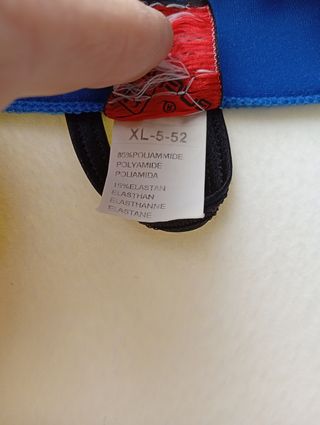 XL-5-52
85%POLIAMMIDE
POLYAMIDE
POLIAMIDA
15%ELASTAN
ELASTHAN
ELASTHANNE
ELASTANE